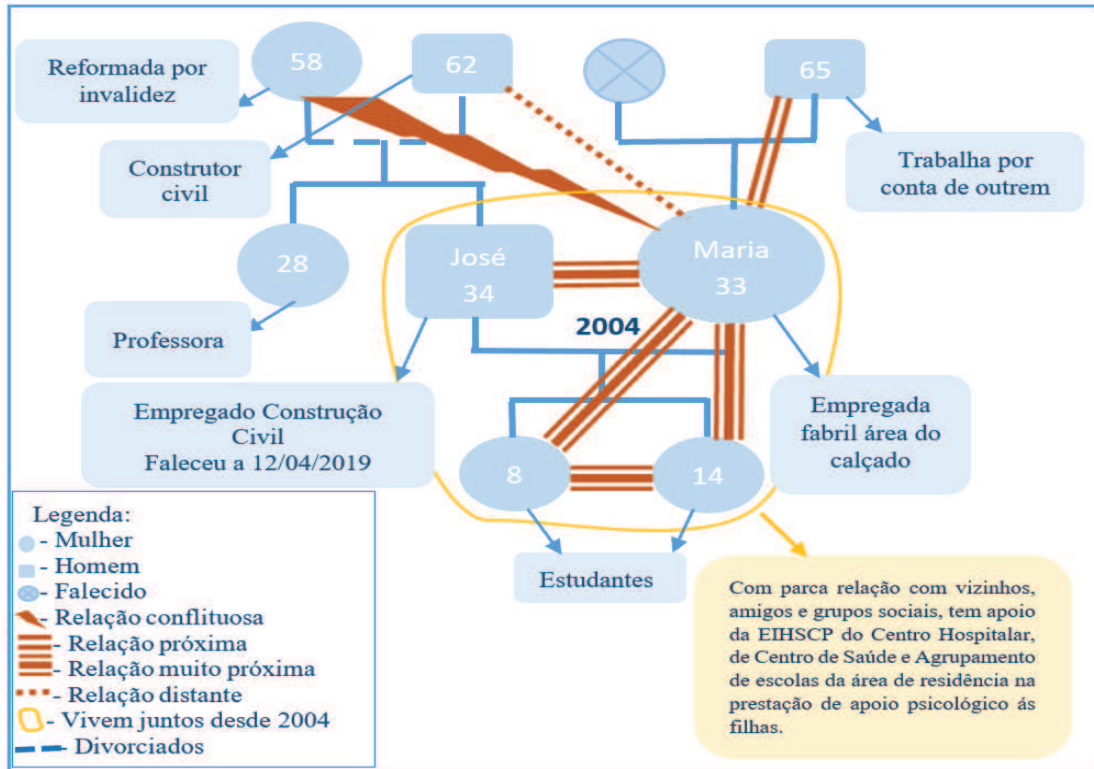 58
62
65
Reformada por
invalidez
Construtor
civil
Trabalha por
conta de outrem
28
José
34
Maria
33
Professora
2004
Empregado Construção
Civil
Faleceu a 12/04/2019
Empregada
fabril área do
calçado
8
14
Estudantes
Legenda:
- Mulher
- Homem
- Falecido
- Relação conflituosa
- Relação próxima
- Relação muito próxima
- Relação distante
- Vivem juntos desde 2004
- Divorciados
Com parca relação com vizinhos,
amigos e grupos sociais, tem apoio
da EIHSCP do Centro Hospitalar,
de Centro de Saúde e Agrupamento
de escolas da área de residência na
prestação de apoio psicológico ás
filhas.